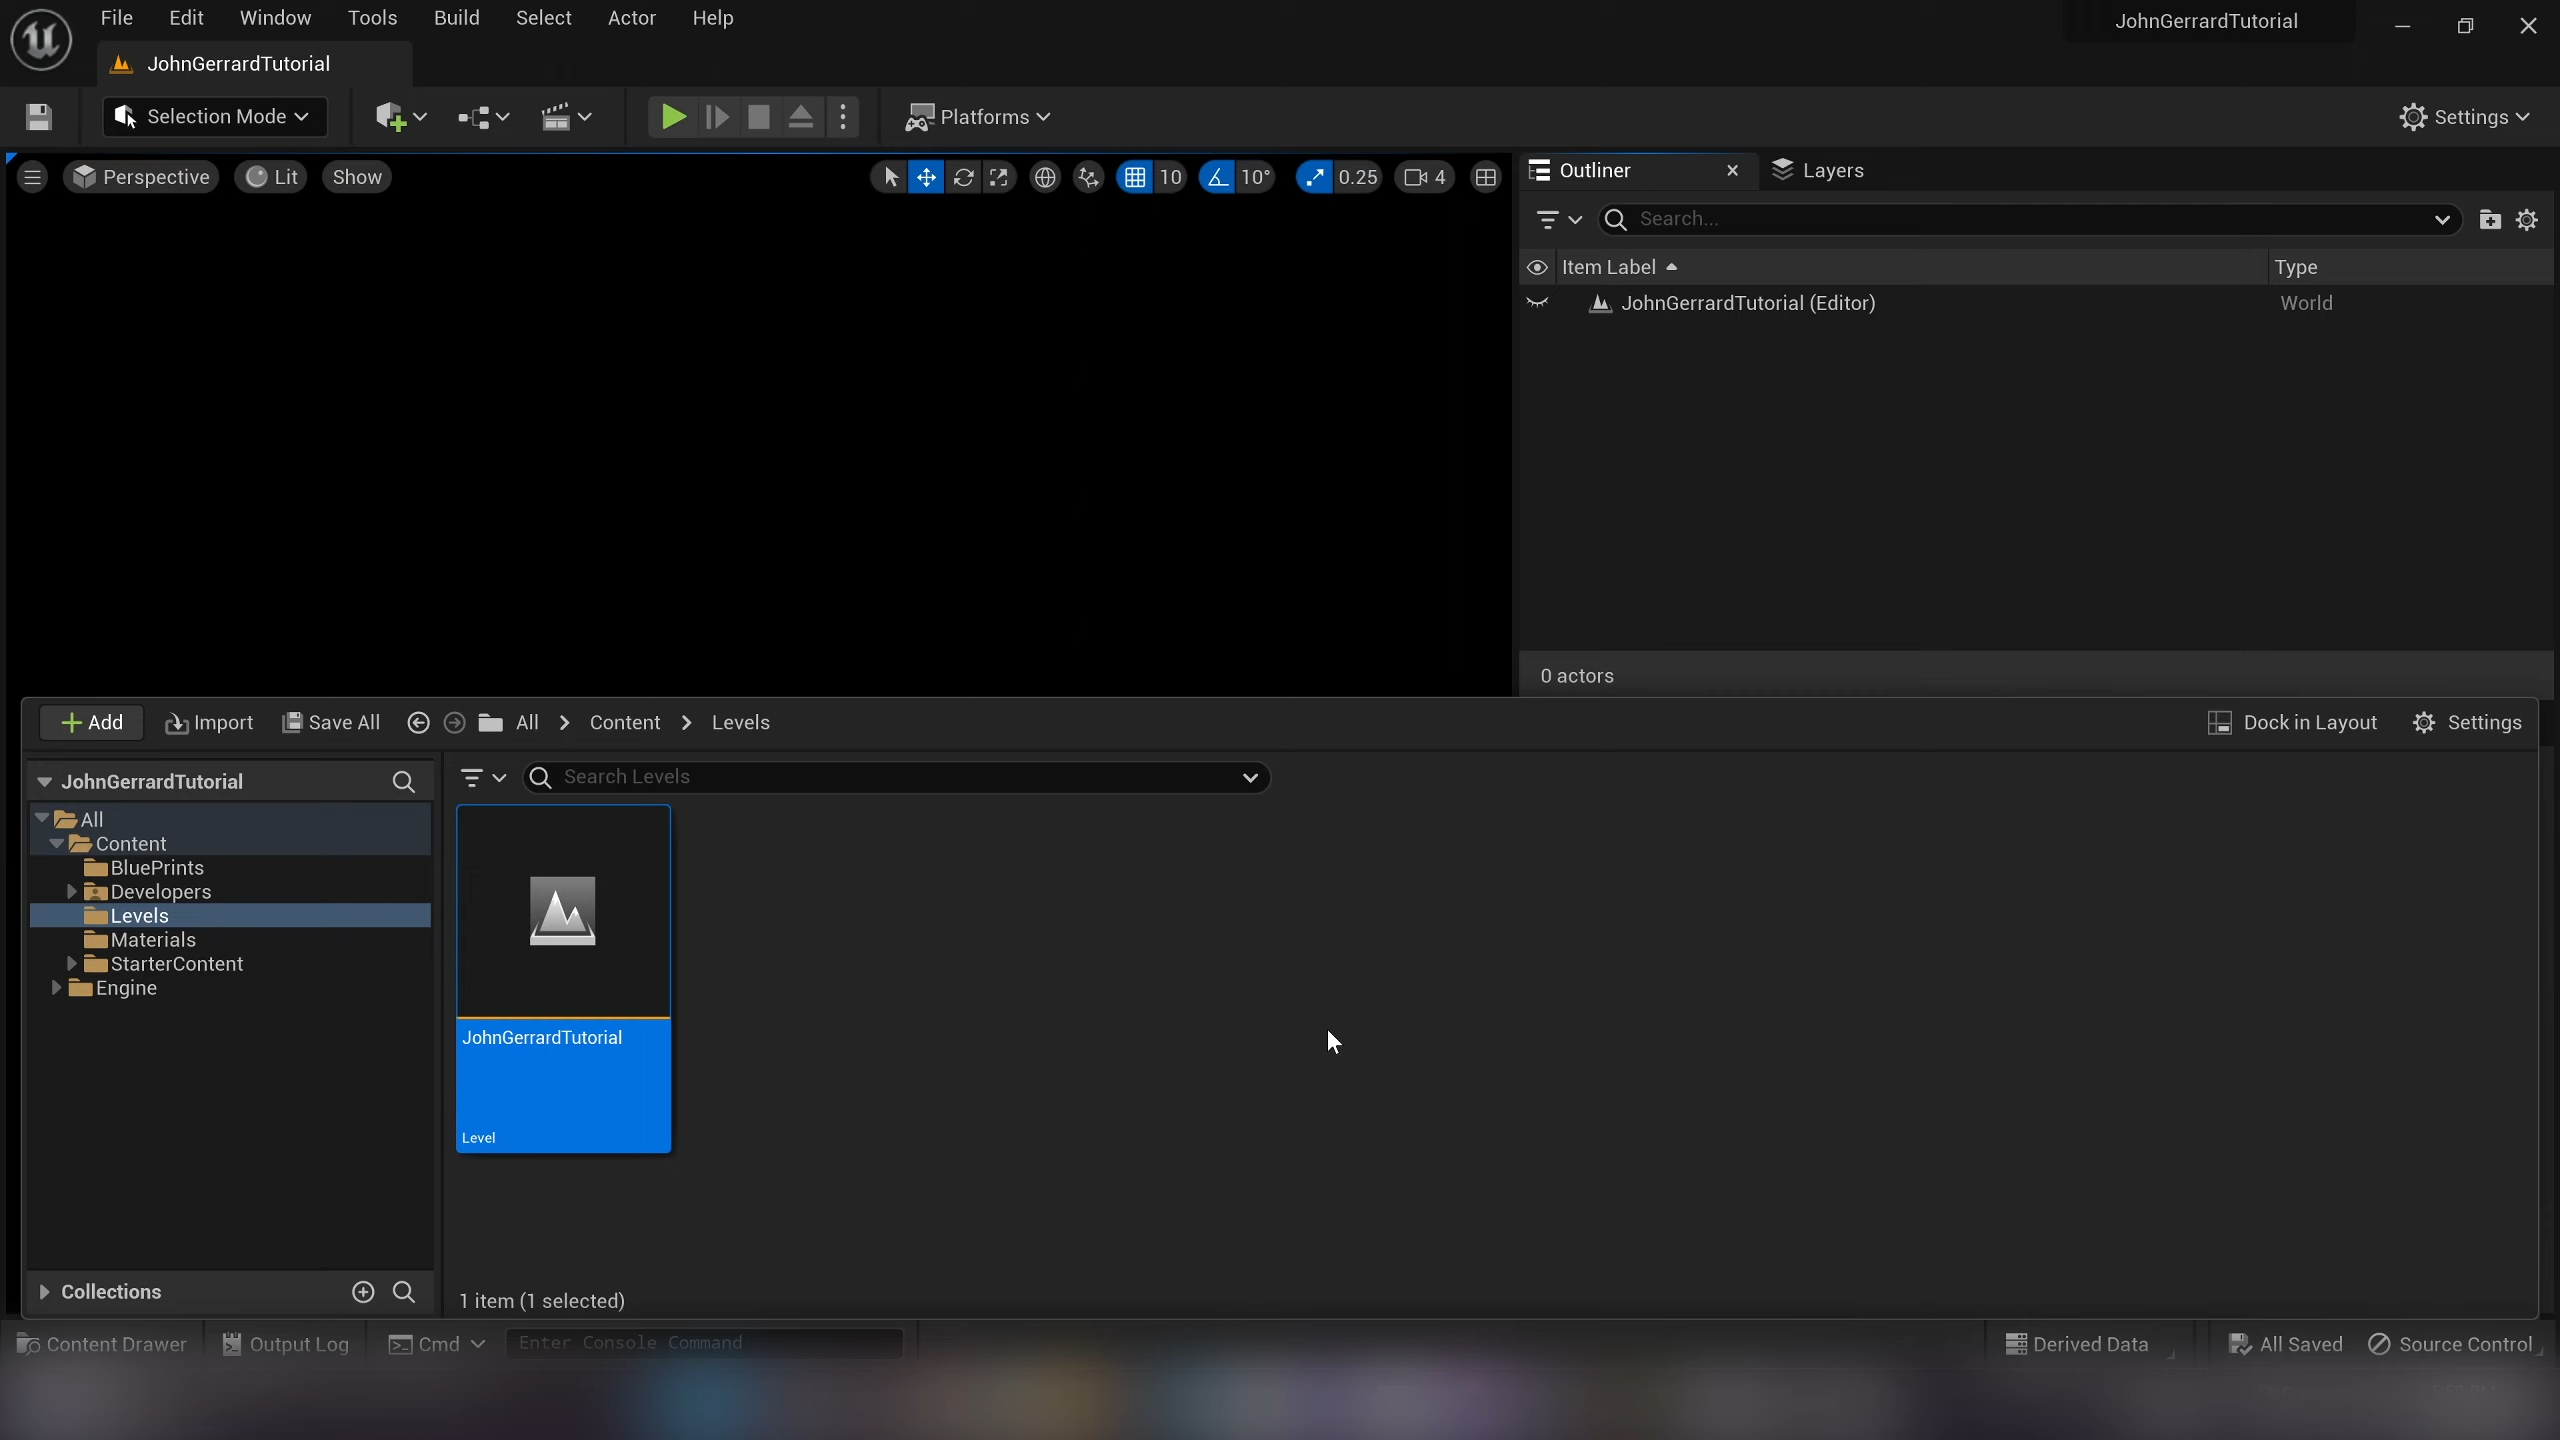 File Edit Window Tools Build Select Actor Help
JohnGerrardTutorial
JohnGerrardTutorial
Selection Mode
Platforms
Settings
Perspective Lit Show
10 10° 0.25 4
Outliner Layers
Search...
Item Label Type
JohnGerrardTutorial (Editor) World
0 actors
Add Import Save All All Content Levels
Dock in Layout Settings
JohnGerrardTutorial
Search Levels
All
Content
BluePrints
Developers
Levels
Materials
StarterContent
Engine
JohnGerrardTutorial
Level
Collections
1 item (1 selected)
Content Drawer Output Log Cmd Enter Console Command
Derived Data All Saved Source Control